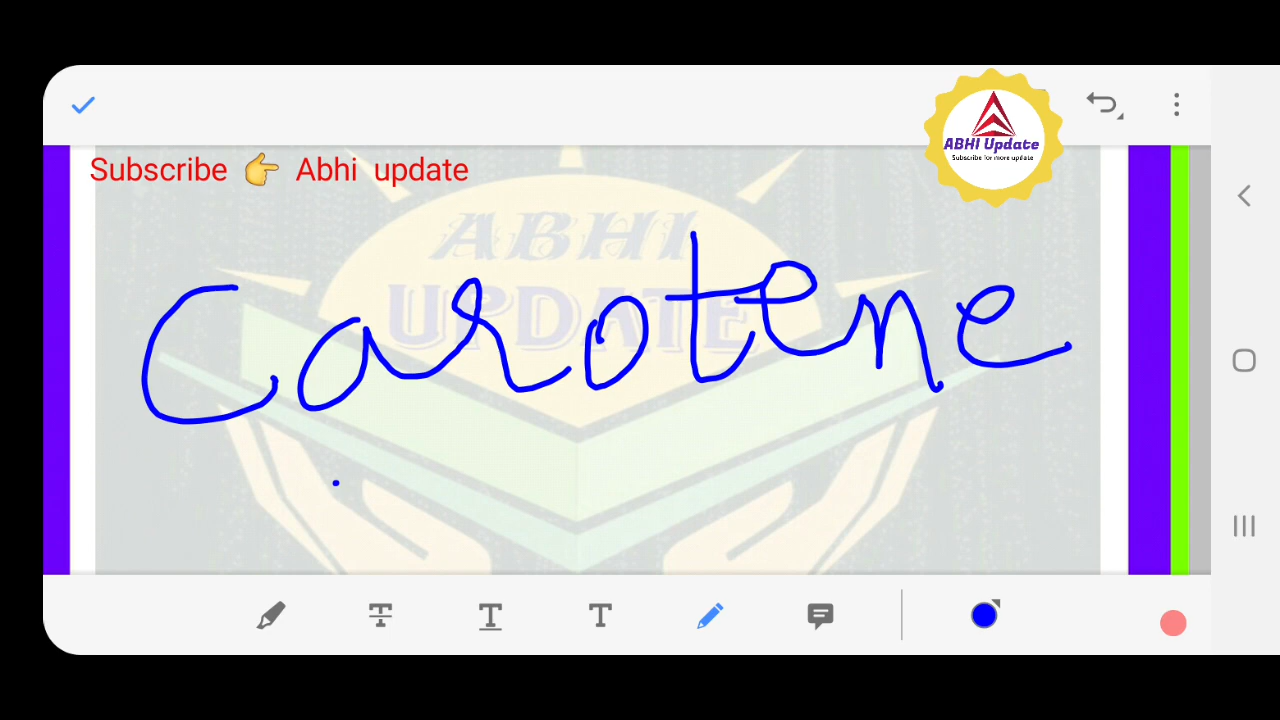 Subscribe 👉 Abhi update
ABHI Update
Subscribe for more update
ABHI
UPDATE
Carotene